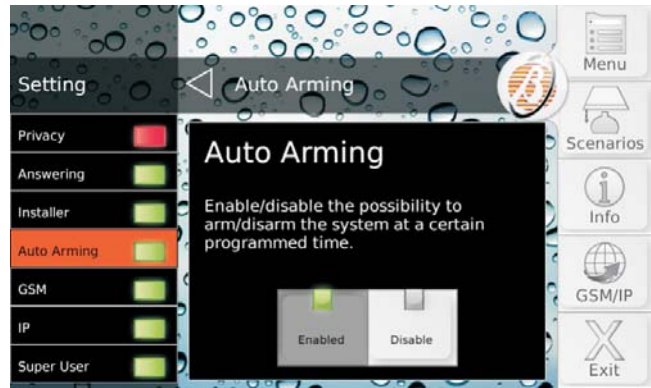 Setting
Auto Arming
Privacy
Answering
Installer
Auto Arming
GSM
IP
Super User
Auto Arming
Enable/disable the possibility to
arm/disarm the system at a certain
programmed time.
Enabled
Disable
Menu
Scenarios
Info
GSM/IP
Exit